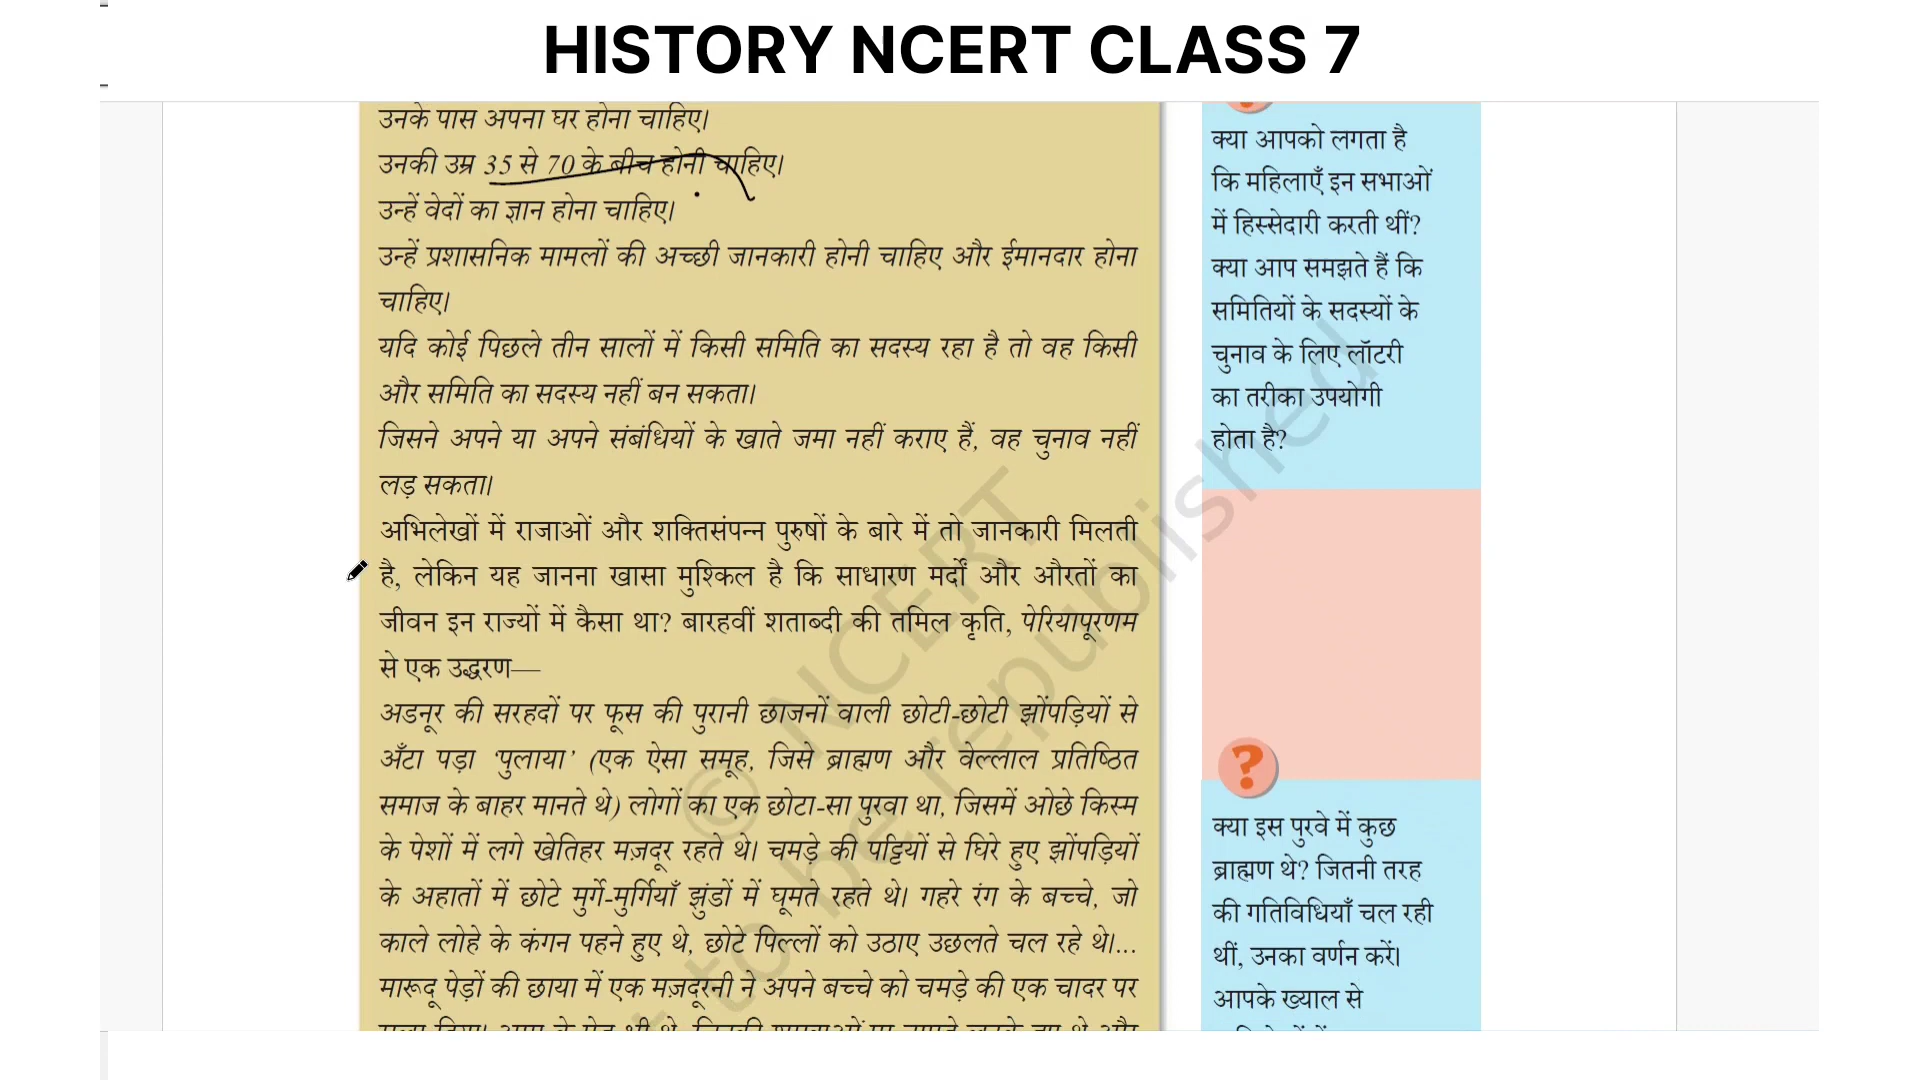 HISTORY NCERT CLASS 7
उनके पास अपना घर होना चाहिए।
उनकी उम्र 35 से 70 के बीच होनी चाहिए।
उन्हें वेदों का ज्ञान होना चाहिए।
उन्हें प्रशासनिक मामलों की अच्छी जानकारी होनी चाहिए और ईमानदार होना
चाहिए।
यदि कोई पिछले तीन सालों में किसी समिति का सदस्य रहा है तो वह किसी
और समिति का सदस्य नहीं बन सकता।
जिसने अपने या अपने संबंधियों के खाते जमा नहीं कराए हैं, वह चुनाव नहीं
लड़ सकता।
अभिलेखों में राजाओं और शक्तिसंपन्न पुरुषों के बारे में तो जानकारी मिलती
है, लेकिन यह जानना खासा मुश्किल है कि साधारण मर्दों और औरतों का
जीवन इन राज्यों में कैसा था? बारहवीं शताब्दी की तमिल कृति, पेरियापूरणम
से एक उद्धरण—
अडनूर की सरहदों पर फूस की पुरानी छाजनों वाली छोटी-छोटी झोंपड़ियों से
अँटा पड़ा ‘पुलाया’ (एक ऐसा समूह, जिसे ब्राह्मण और वेल्लाल प्रतिष्ठित
समाज के बाहर मानते थे) लोगों का एक छोटा-सा पुरवा था, जिसमें ओछे किस्म
के पेशों में लगे खेतिहर मज़दूर रहते थे। चमड़े की पट्टियों से घिरे हुए झोंपड़ियों
के अहातों में छोटे मुर्गे-मुर्गियाँ झुंडों में घूमते रहते थे। गहरे रंग के बच्चे, जो
काले लोहे के कंगन पहने हुए थे, छोटे पिल्लों को उठाए उछलते चल रहे थे।...
मारूदू पेड़ों की छाया में एक मज़दूरनी ने अपने बच्चे को चमड़े की एक चादर पर
क्या आपको लगता है
कि महिलाएँ इन सभाओं
में हिस्सेदारी करती थीं?
क्या आप समझते हैं कि
समितियों के सदस्यों के
चुनाव के लिए लॉटरी
का तरीका उपयोगी
होता है?
?
क्या इस पुरवे में कुछ
ब्राह्मण थे? जितनी तरह
की गतिविधियाँ चल रही
थीं, उनका वर्णन करें।
आपके ख्याल से
© NCERT
t to be republished